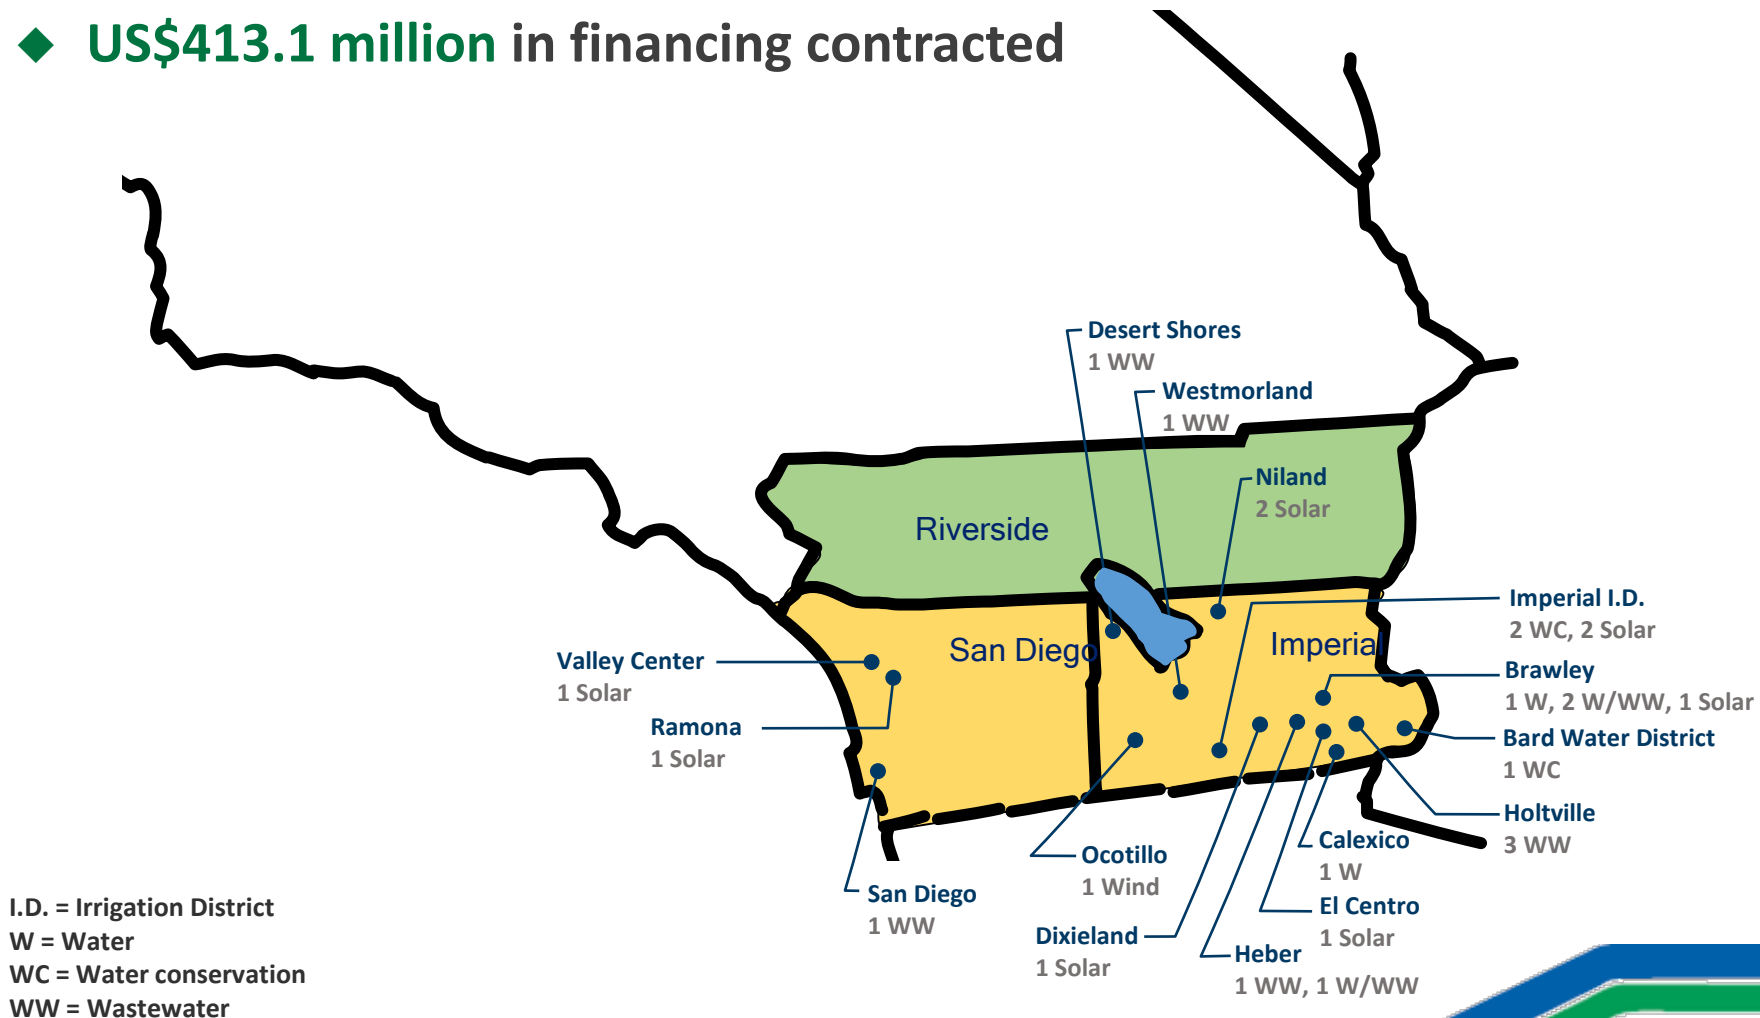 US$413.1 million in financing contracted
Desert Shores
1 WW
Westmorland
1 WW
Niland
2 Solar
Riverside
Imperial I.D.
2 WC, 2 Solar
San Diego
Imperial
Valley Center
1 Solar
Brawley
1 W, 2 W/WW, 1 Solar
Ramona
1 Solar
Bard Water District
1 WC
Holtville
3 WW
Calexico
1 W
Ocotillo
1 Wind
San Diego
1 WW
El Centro
1 Solar
Dixieland
1 Solar
Heber
1 WW, 1 W/WW
I.D. = Irrigation District
W = Water
WC = Water conservation
WW = Wastewater